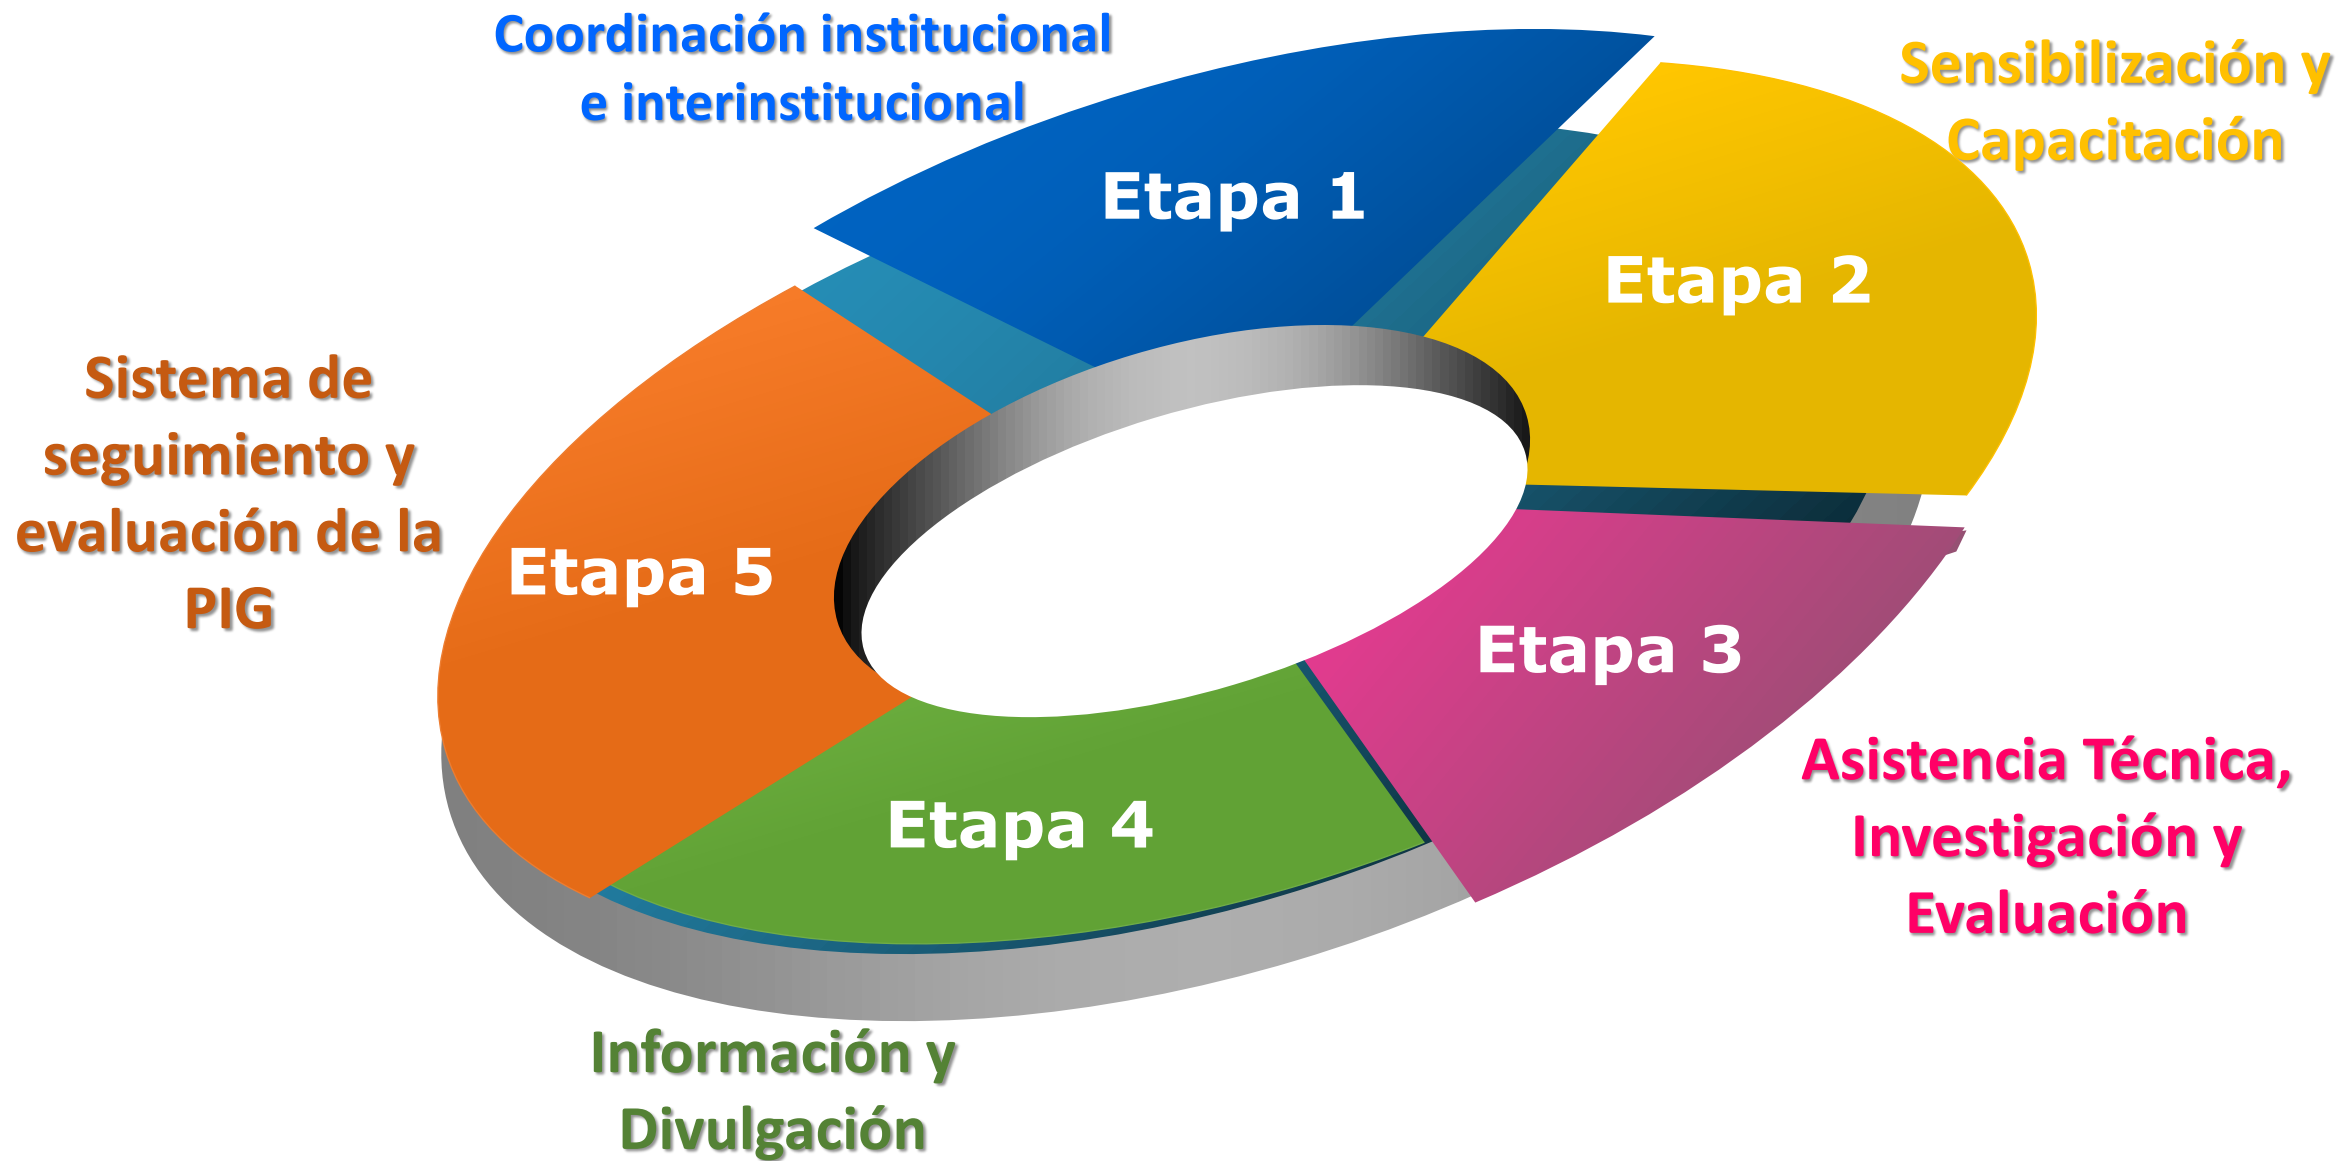 Coordinación institucional
e interinstitucional
Etapa 1
Sensibilización y
Capacitación
Etapa 2
Etapa 3
Asistencia Técnica,
Investigación y
Evaluación
Etapa 4
Información y
Divulgación
Etapa 5
Sistema de
seguimiento y
evaluación de la
PIG